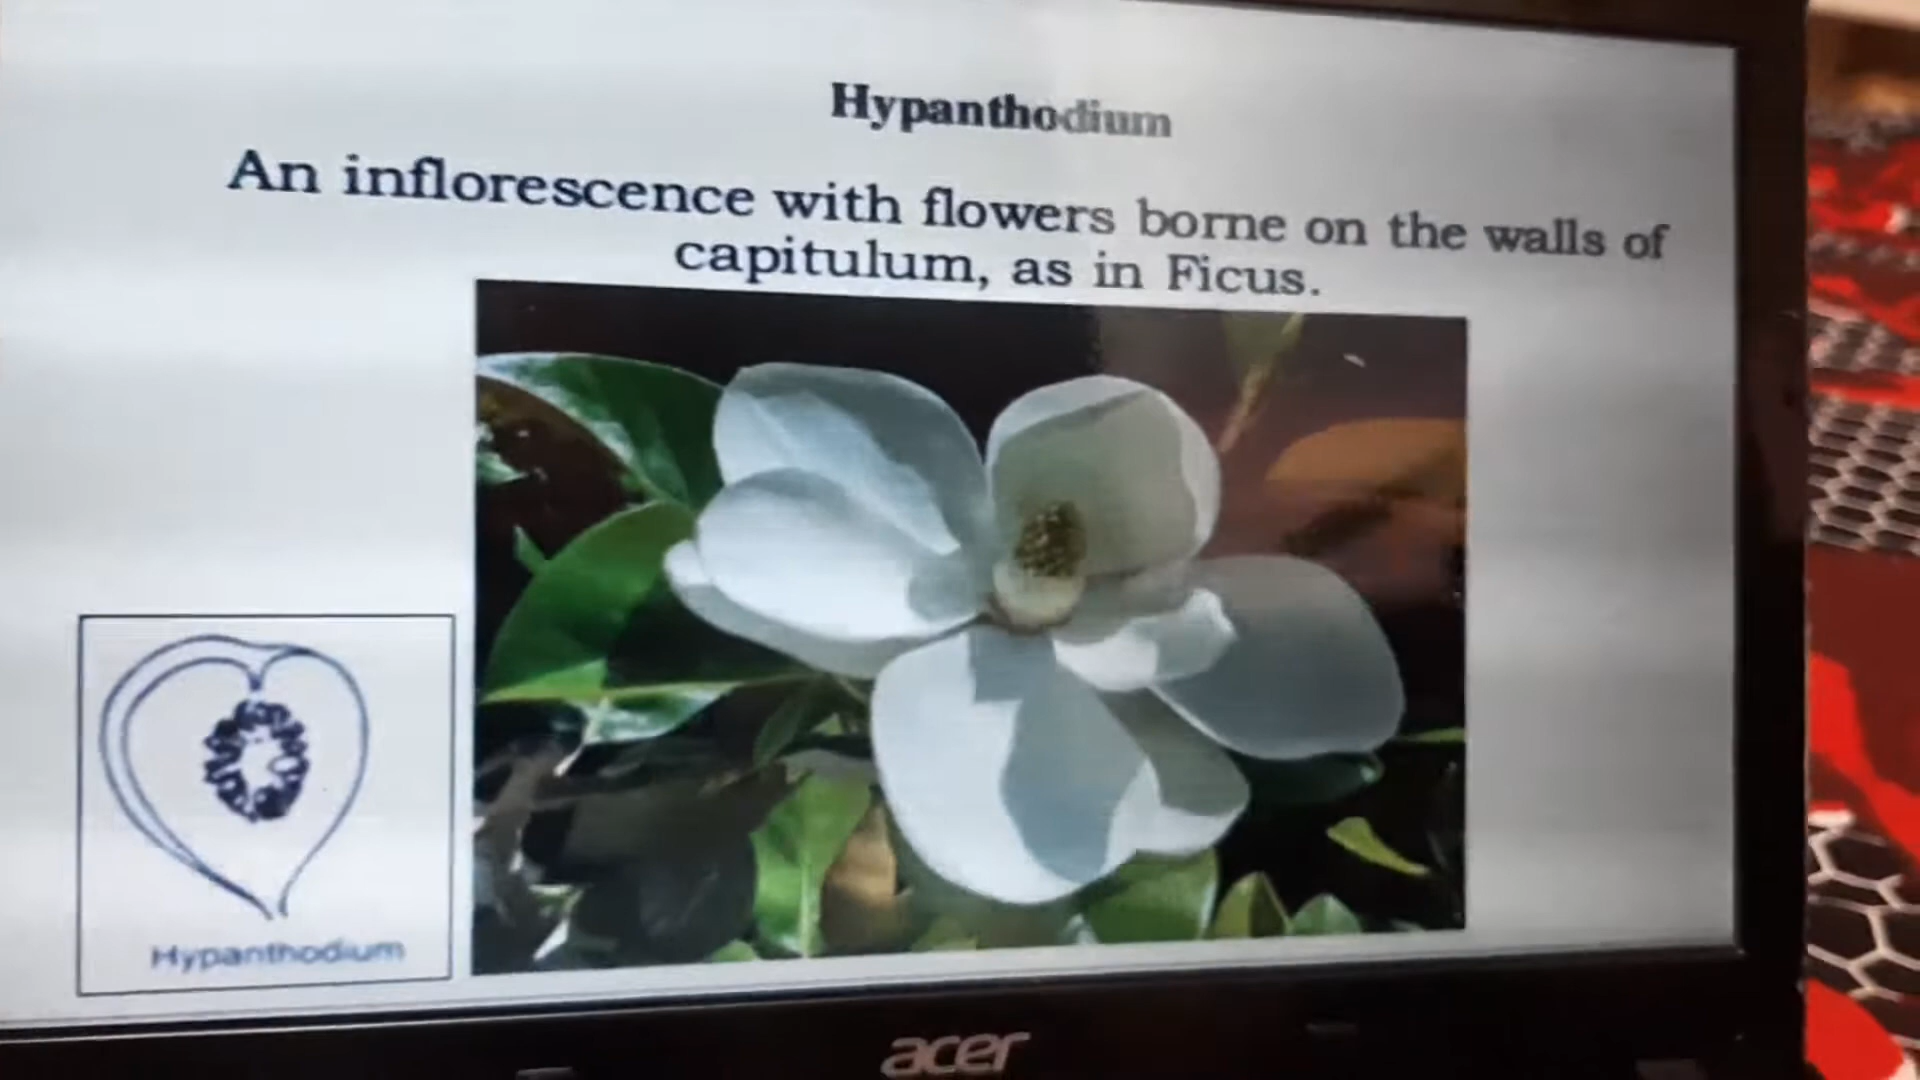 Hypanthodium
An inflorescence with flowers borne on the walls of
capitulum, as in Ficus.
Hypanthodium
acer